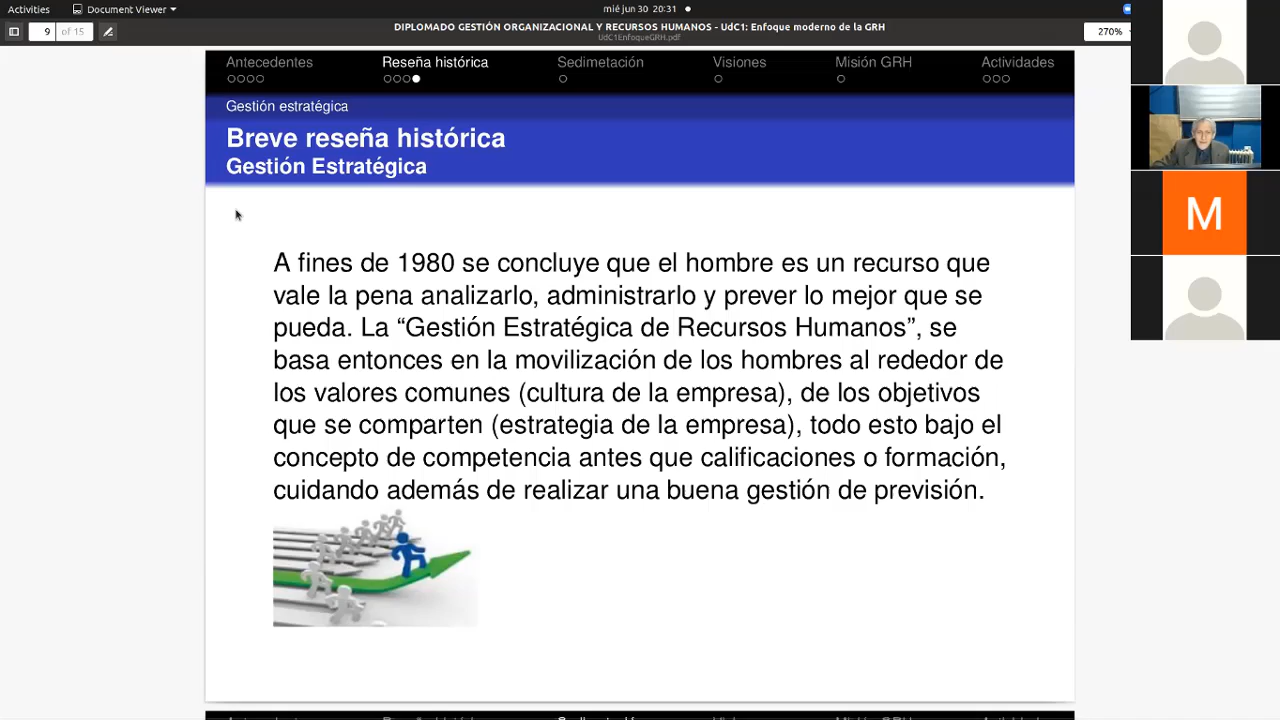 Activities
Document Viewer
mié jun 30 20:31
9 of 15
DIPLOMADO GESTIÓN ORGANIZACIONAL Y RECURSOS HUMANOS - UdC1: Enfoque moderno de la GRH
UdC1EnfoqueGRH.pdf
270%
Antecedentes Reseña histórica Sedimetación Visiones Misión GRH Actividades
Gestión estratégica
Breve reseña histórica
Gestión Estratégica
A fines de 1980 se concluye que el hombre es un recurso que
vale la pena analizarlo, administrarlo y prever lo mejor que se
pueda. La “Gestión Estratégica de Recursos Humanos”, se
basa entonces en la movilización de los hombres al rededor de
los valores comunes (cultura de la empresa), de los objetivos
que se comparten (estrategia de la empresa), todo esto bajo el
concepto de competencia antes que calificaciones o formación,
cuidando además de realizar una buena gestión de previsión.
M